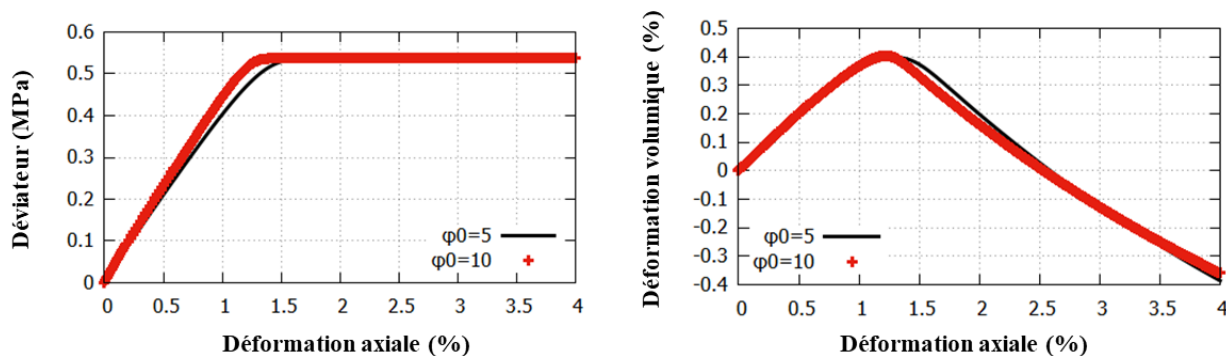 Déviateur (MPa)
0.6
0.5
0.4
0.3
0.2
0.1
0
φ0=5
φ0=10
0 0.5 1 1.5 2 2.5 3 3.5 4
Déformation axiale (%)
Déformation volumique (%)
0.5
0.4
0.3
0.2
0.1
0
-0.1
-0.2
-0.3
-0.4
φ0=5
φ0=10
0 0.5 1 1.5 2 2.5 3 3.5 4
Déformation axiale (%)